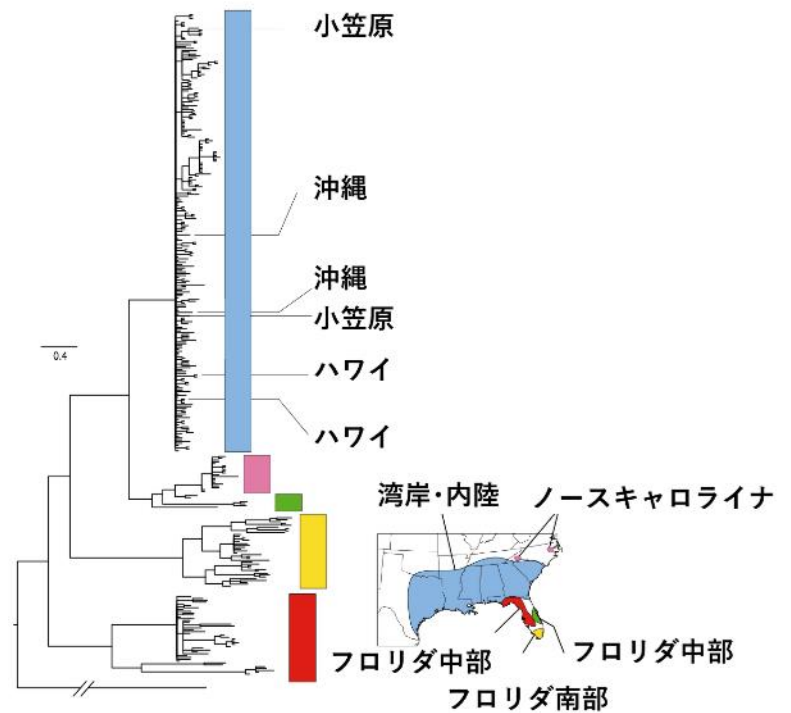 小笠原
沖縄
沖縄
小笠原
0.4
ハワイ
ハワイ
湾岸･内陸
ノースキャロライナ
フロリダ中部
フロリダ中部
フロリダ南部